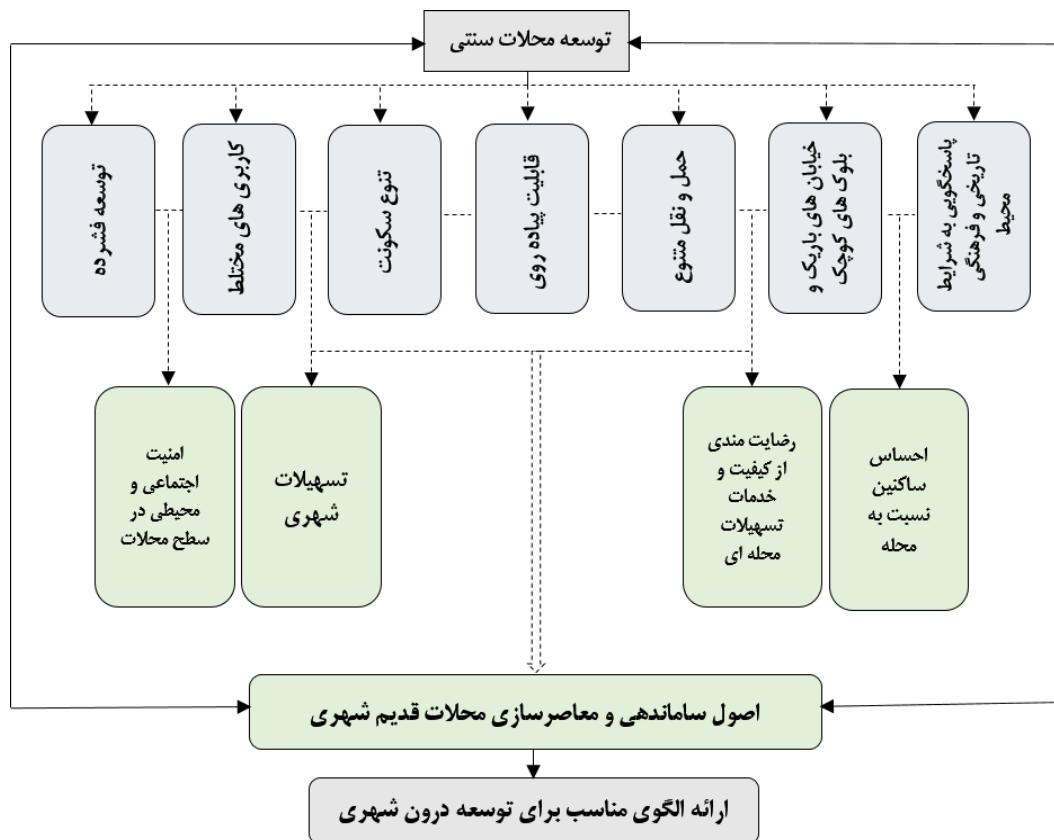 توسعه محلات سنتی
پاسخگویی به شرایط
تاریخی و فرهنگی
محیط
خیابان های باریک و
بلوک های کوچک
حمل و نقل متنوع
قابلیت پیاده روی
تنوع سکونت
کاربری های مختلط
توسعه فشرده
احساس
ساکنین
نسبت به
محله
رضایت مندی
از کیفیت و
خدمات
تسهیلات
محله ای
تسهیلات
شهری
امنیت
اجتماعی و
محیطی در
سطح محلات
اصول ساماندهی و معاصرسازی محلات قدیم شهری
ارائه الگوی مناسب برای توسعه درون شهری